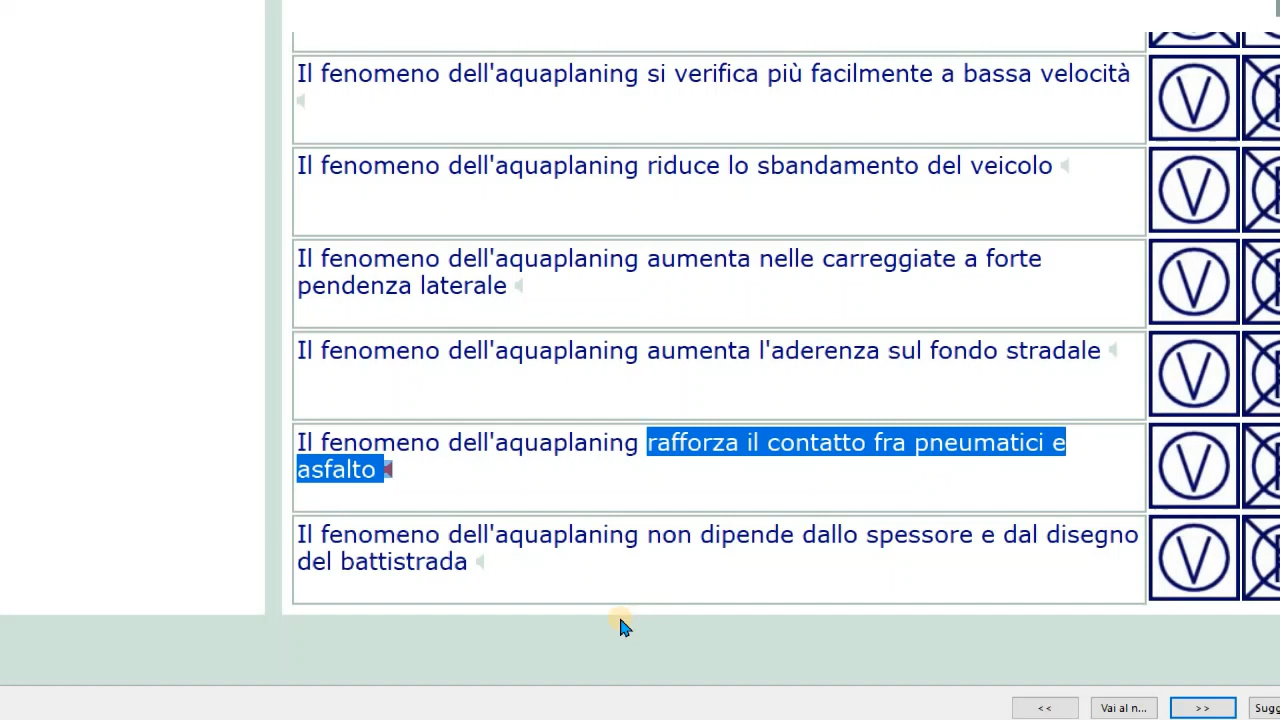 Il fenomeno dell'aquaplaning si verifica più facilmente a bassa velocità
V
Il fenomeno dell'aquaplaning riduce lo sbandamento del veicolo
V
Il fenomeno dell'aquaplaning aumenta nelle carreggiate a forte
pendenza laterale
V
Il fenomeno dell'aquaplaning aumenta l'aderenza sul fondo stradale
V
Il fenomeno dell'aquaplaning rafforza il contatto fra pneumatici e
asfalto
V
Il fenomeno dell'aquaplaning non dipende dallo spessore e dal disegno
del battistrada
V
<< Vai al n... >> Sugg